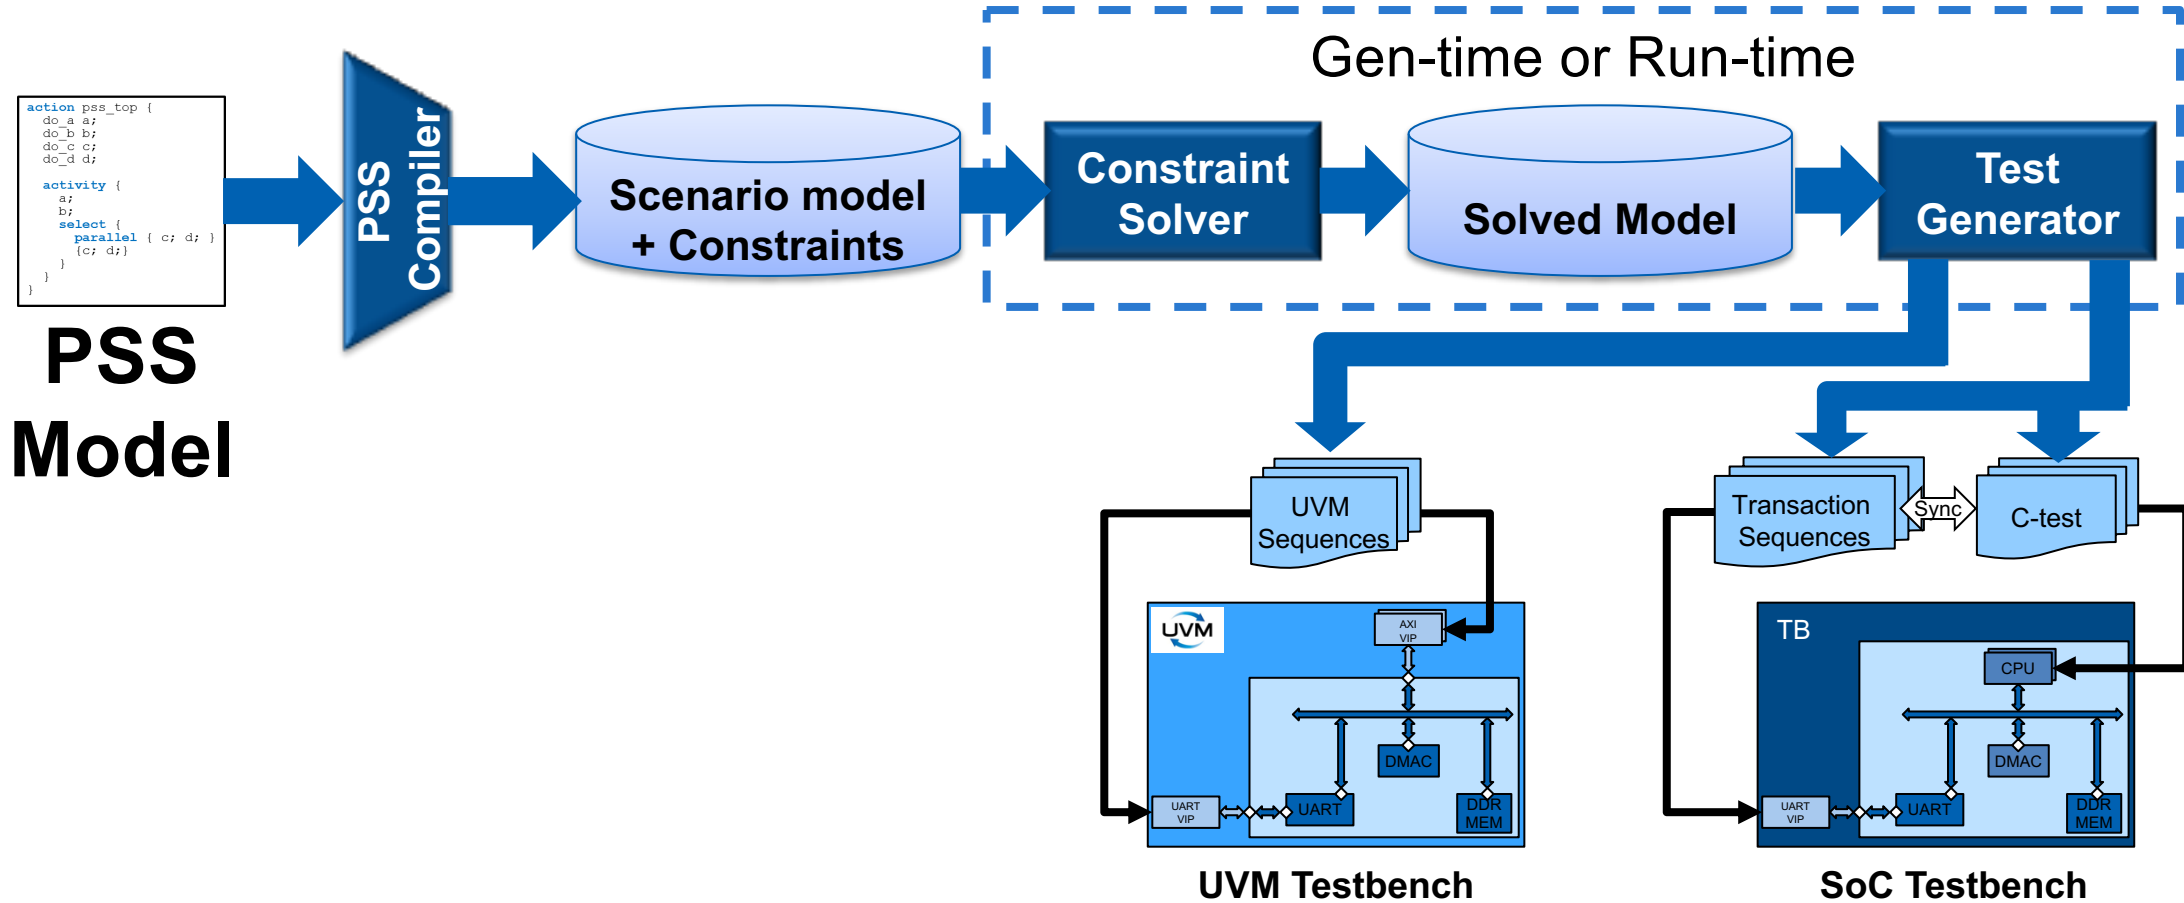 Gen-time or Run-time
action pss_top {
do_a a;
do_b b;
do_c c;
do_d d;
activity {
a;
b;
select {
parallel { c; d; }
{c; d;}
}
}
}
PSS
Model
PSS
Compiler
Scenario model
+ Constraints
Constraint
Solver
Solved Model
Test
Generator
UVM
Sequences
Transaction
Sequences
Sync
C-test
UVM
AXI
VIP
DMAC
UART
VIP
UART
DDR
MEM
UVM Testbench
TB
CPU
DMAC
UART
VIP
UART
DDR
MEM
SoC Testbench